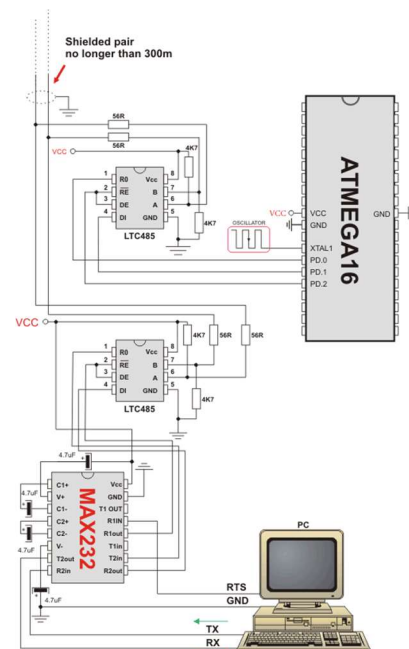 Shielded pair
no longer than 300m
56R
56R
VCC
4K7
1 R0 Vcc 8
2 RE B 7
3 DE A 6
4 DI GND 5
LTC485
4K7
ATMEGA16
VCC
VCC
GND
GND
OSCILLATOR
XTAL1
PD.0
PD.1
PD.2
VCC
4K7
56R
56R
1 R0 Vcc 8
2 RE B 7
3 DE A 6
4 DI GND 5
LTC485
4K7
4.7uF
4.7uF
C1+ Vcc
V+ GND
C1- T1 OUT
C2+ R1IN
C2- R1out
V- T1in
T2out T2in
R2in R2out
MAX232
4.7uF
4.7uF
PC
RTS
GND
TX
RX